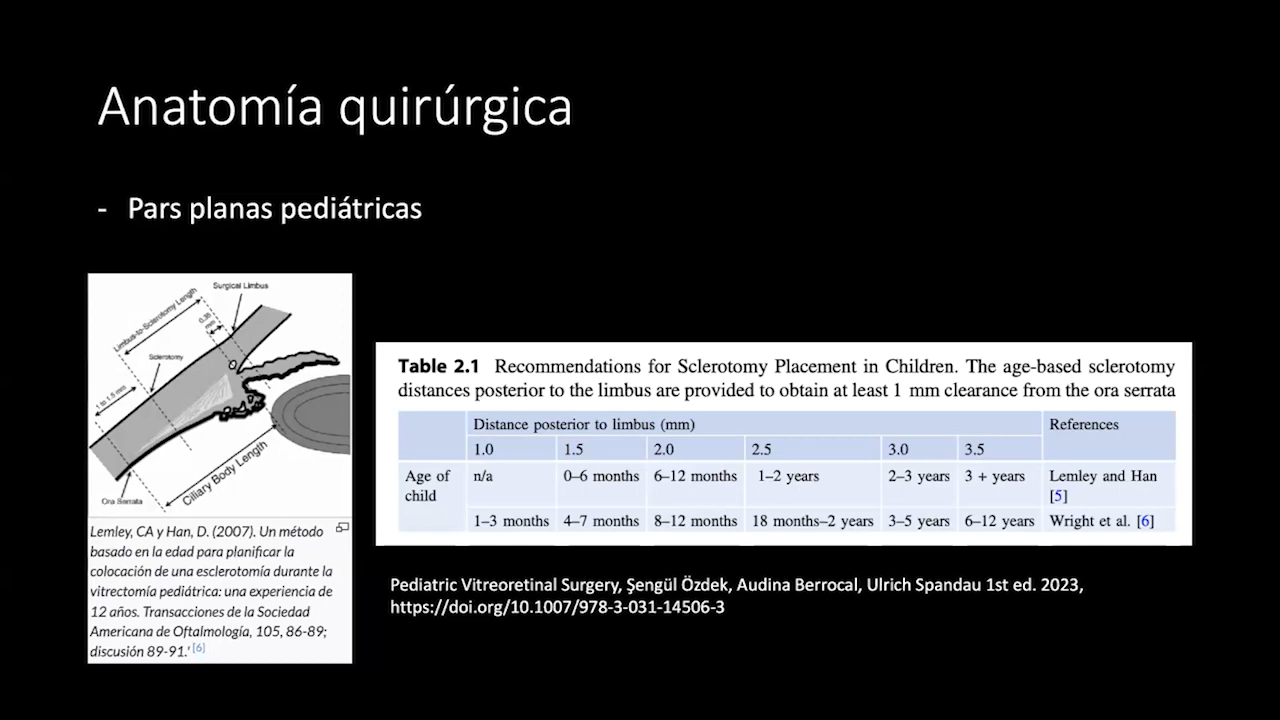 Anatomía quirúrgica
- Pars planas pediátricas
Surgical Limbus
Limbus-to-Sclerotomy Length
0.35 mm
Sclerotomy
1 to 1.5 mm
Ciliary Body Length
Ora Serrata
Lemley, CA y Han, D. (2007). Un método
basado en la edad para planificar la
colocación de una esclerotomía durante la
vitrectomía pediátrica: una experiencia de
12 años. Transacciones de la Sociedad
Americana de Oftalmología, 105, 86-89;
discusión 89-91.' [6]
Table 2.1 Recommendations for Sclerotomy Placement in Children. The age-based sclerotomy
distances posterior to the limbus are provided to obtain at least 1 mm clearance from the ora serrata
Distance posterior to limbus (mm) References
1.0 1.5 2.0 2.5 3.0 3.5
Age of child n/a 0–6 months 6–12 months 1–2 years 2–3 years 3 + years Lemley and Han [5]
1–3 months 4–7 months 8–12 months 18 months–2 years 3–5 years 6–12 years Wright et al. [6]
Pediatric Vitreoretinal Surgery, Şengül Özdek, Audina Berrocal, Ulrich Spandau 1st ed. 2023,
https://doi.org/10.1007/978-3-031-14506-3